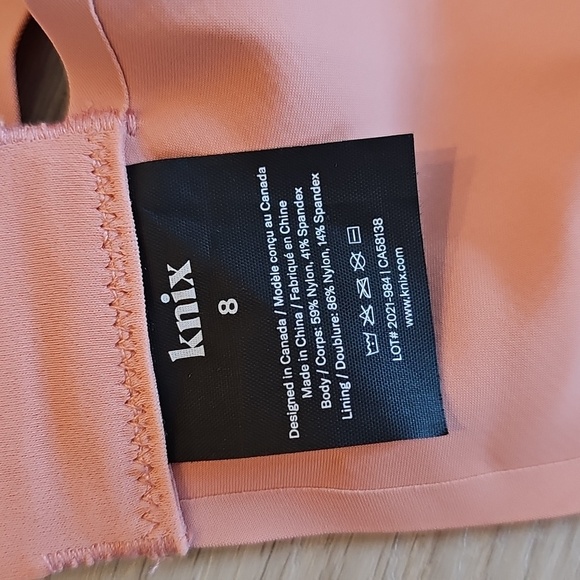 knix
8
Designed in Canada / Modèle conçu au Canada
Made in China / Fabriqué en Chine
Body / Corps: 59% Nylon, 41% Spandex
Lining / Doublure: 86% Nylon, 14% Spandex
LOT# 2021-984 | CA58138
www.knix.com